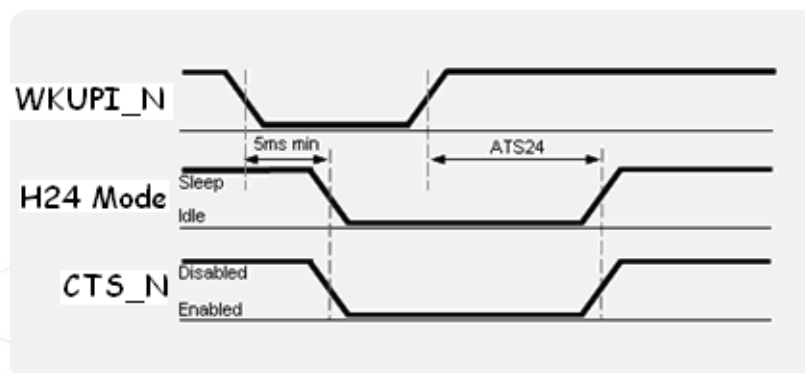 WKUPI_N
5ms min
ATS24
H24 Mode
Sleep
Idle
CTS_N
Disabled
Enabled